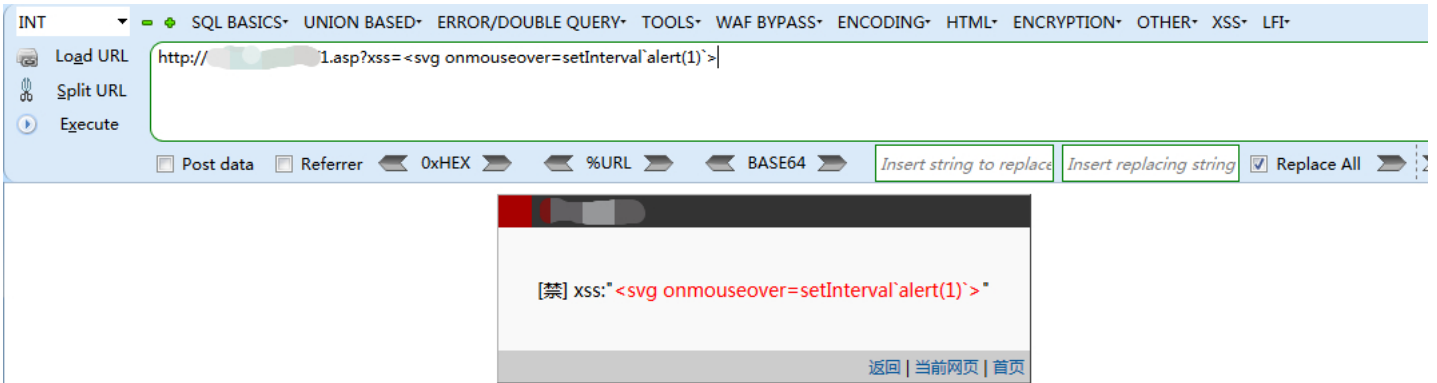 INT SQL BASICS UNION BASED ERROR/DOUBLE QUERY TOOLS WAF BYPASS ENCODING HTML ENCRYPTION OTHER XSS LFI
Load URL http:// 1.asp?xss=<svg onmouseover=setInterval`alert(1)`>
Split URL
Execute
Post data Referrer 0xHEX %URL BASE64 Insert string to replace Insert replacing string Replace All
[禁] xss:"<svg onmouseover=setInterval`alert(1)`>"
返回 | 当前网页 | 首页